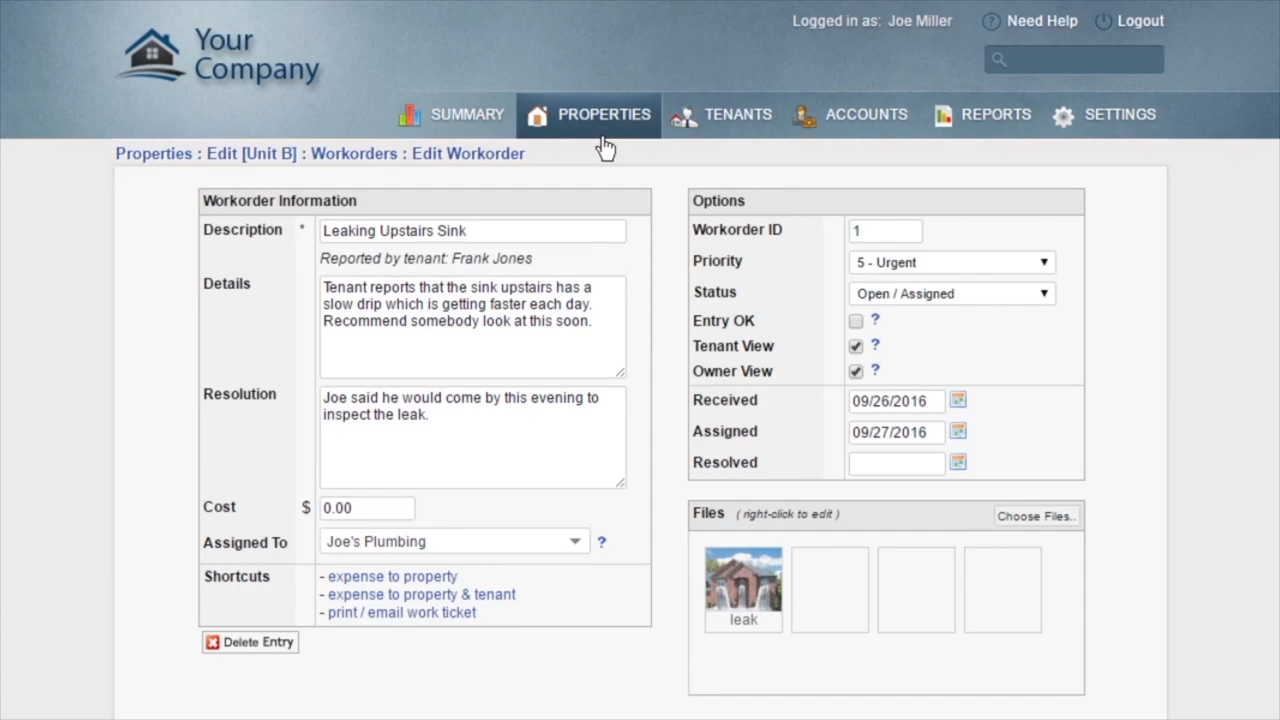 Logged in as: Joe Miller
Need Help
Logout
Your
Company
SUMMARY
PROPERTIES
TENANTS
ACCOUNTS
REPORTS
SETTINGS
Properties : Edit [Unit B] : Workorders : Edit Workorder
Workorder Information
Description *
Leaking Upstairs Sink
Reported by tenant: Frank Jones
Details
Tenant reports that the sink upstairs has a
slow drip which is getting faster each day.
Recommend somebody look at this soon.
Resolution
Joe said he would come by this evening to
inspect the leak.
Cost $ 0.00
Assigned To Joe's Plumbing ?
Shortcuts
- expense to property
- expense to property & tenant
- print / email work ticket
Delete Entry
Options
Workorder ID 1
Priority 5 - Urgent
Status Open / Assigned
Entry OK ?
Tenant View ?
Owner View ?
Received 09/26/2016
Assigned 09/27/2016
Resolved
Files ( right-click to edit )
Choose Files..
leak